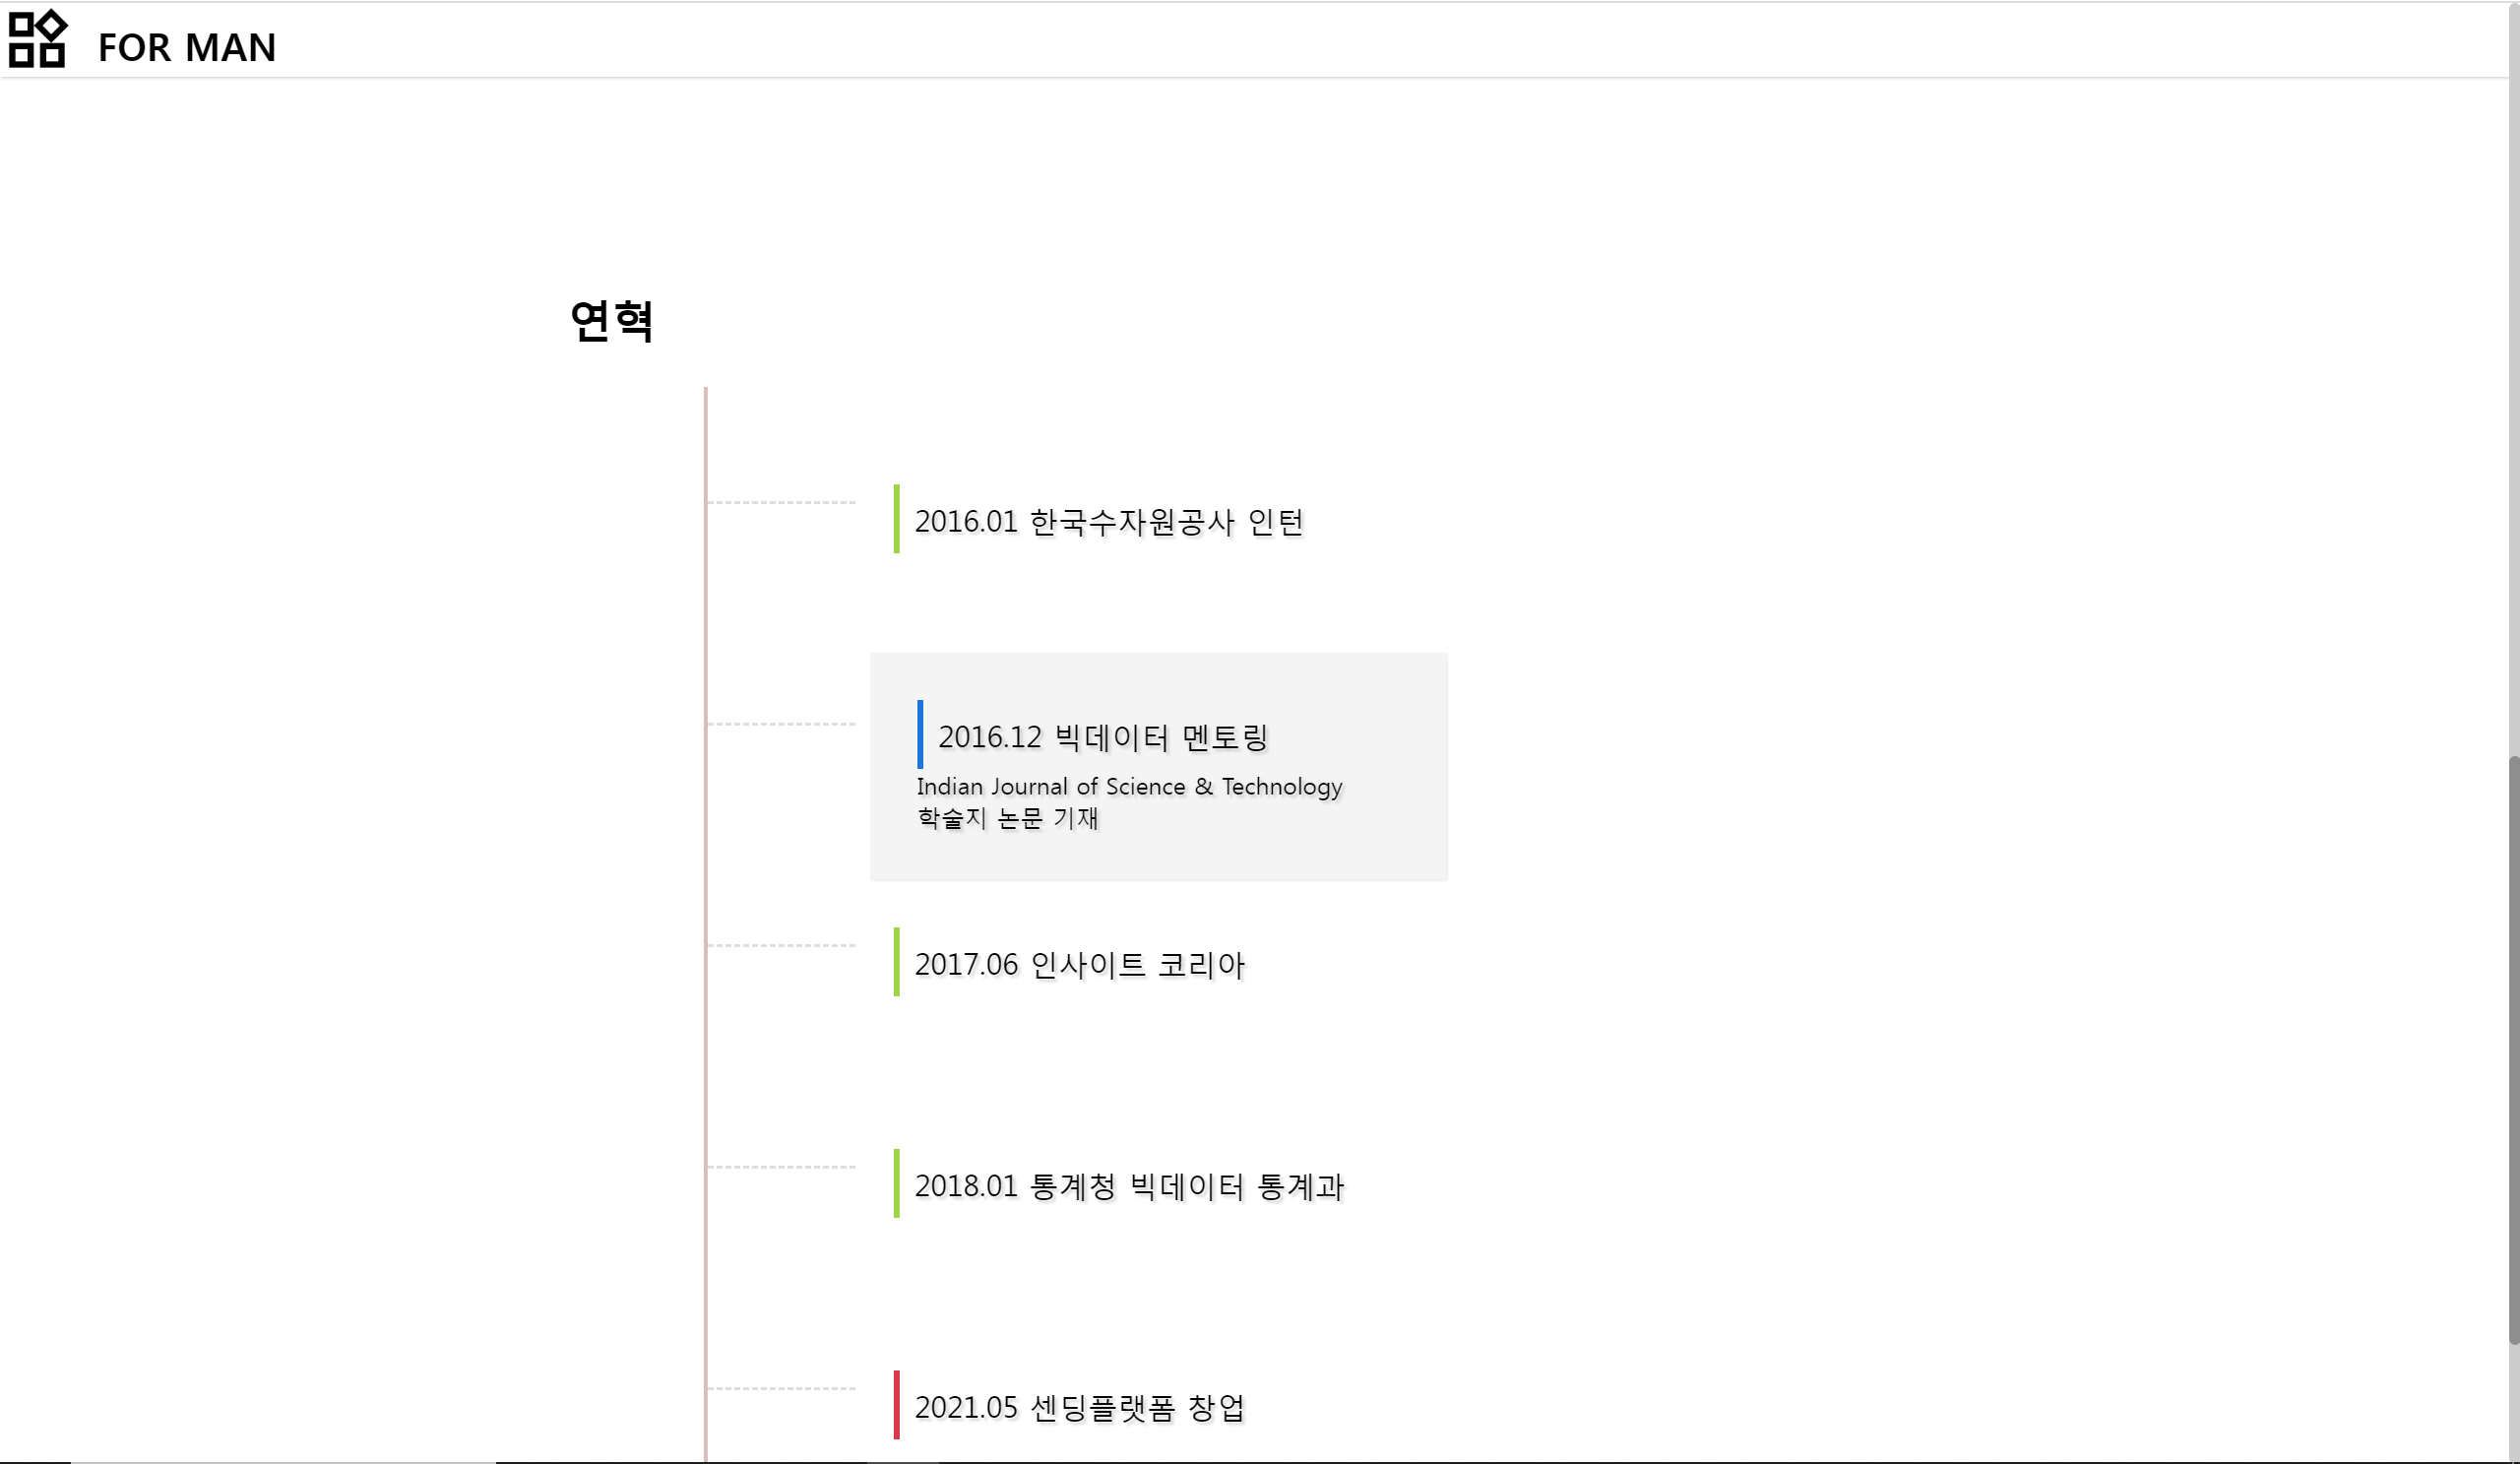 FOR MAN
연혁
2016.01 한국수자원공사 인턴
2016.12 빅데이터 멘토링
Indian Journal of Science & Technology
학술지 논문 기재
2017.06 인사이트 코리아
2018.01 통계청 빅데이터 통계과
2021.05 센딩플랫폼 창업